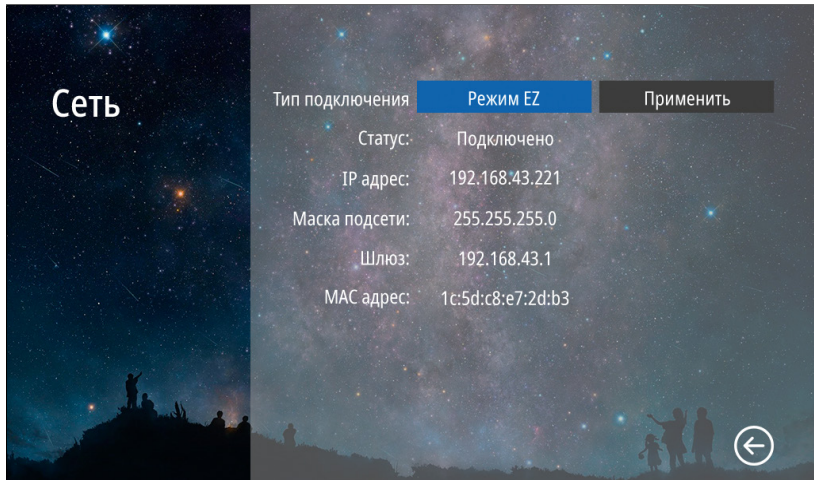 Сеть
Тип подключения Режим EZ Применить
Статус: Подключено
IP адрес: 192.168.43.221
Маска подсети: 255.255.255.0
Шлюз: 192.168.43.1
MAC адрес: 1c:5d:c8:e7:2d:b3